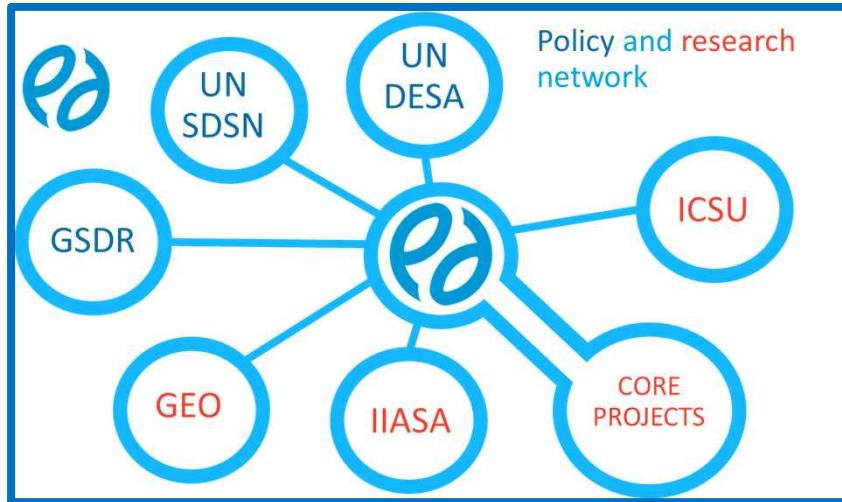 Policy and research
network
UN
SDSN
UN
DESA
ICSU
GSDR
GEO
IIASA
CORE
PROJECTS